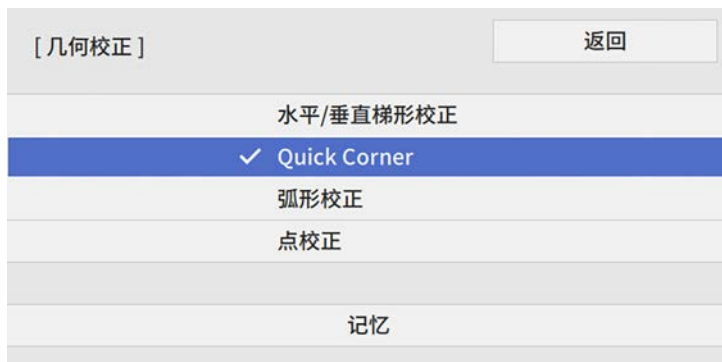 [ 几何校正 ]
返回
水平/垂直梯形校正
✓ Quick Corner
弧形校正
点校正
记忆